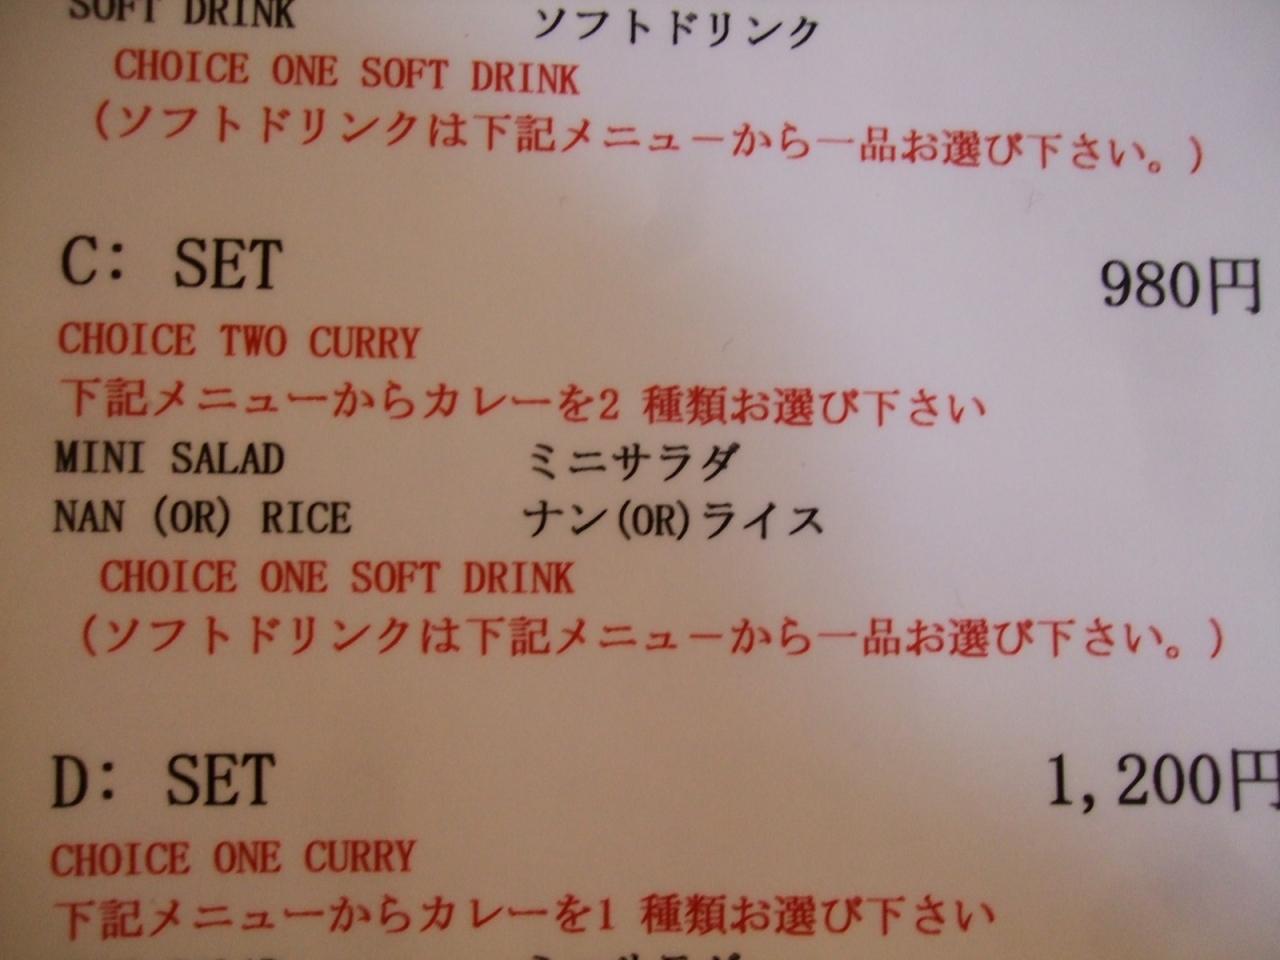 SOFT DRINK ソフトドリンク
CHOICE ONE SOFT DRINK
(ソフトドリンクは下記メニューから一品お選び下さい。)
C: SET 980円
CHOICE TWO CURRY
下記メニューからカレーを2 種類お選び下さい
MINI SALAD ミニサラダ
NAN (OR) RICE ナン(OR)ライス
CHOICE ONE SOFT DRINK
(ソフトドリンクは下記メニューから一品お選び下さい。)
D: SET 1,200円
CHOICE ONE CURRY
下記メニューからカレーを1 種類お選び下さい